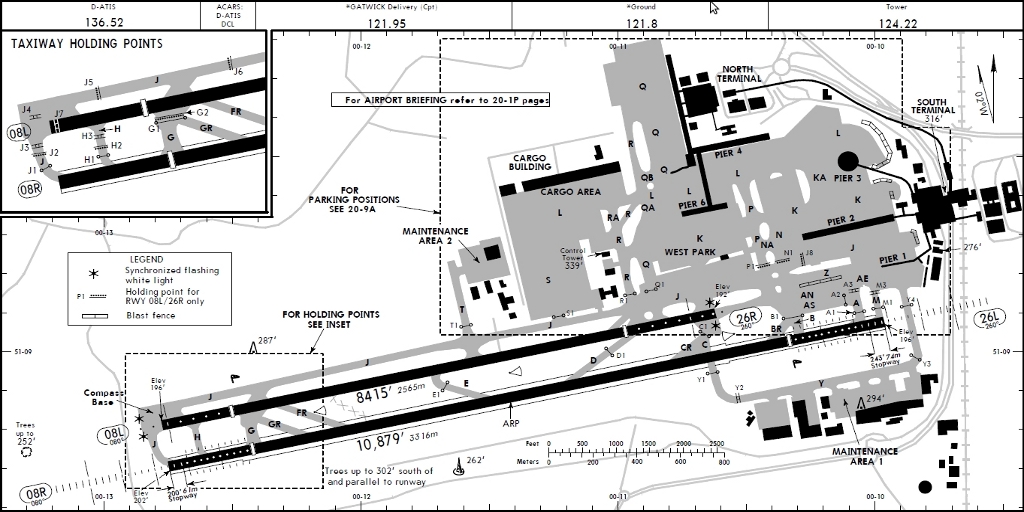 D-ATIS
136.52
ACARS:
D-ATIS
DCL
*GATWICK Delivery (Cpt)
121.95
*Ground
121.8
Tower
124.22
TAXIWAY HOLDING POINTS
J5
J
J6
J4
J7
G2
FR
08L
H
G1
GR
H3
G
J3
J2
H2
J
H1
J1
08R
00-12
00-11
00-10
For AIRPORT BRIEFING refer to 20-1P pages
NORTH
TERMINAL
SOUTH
TERMINAL
316'
02°W
Q
Q
R
PIER 4
L
CARGO
BUILDING
Q
QB
Q
L
KA
PIER 3
FOR
PARKING POSITIONS
SEE 20-9A
CARGO AREA
L
L
L
QA
PIER 6
RA
R
P
K
K
PIER 2
MAINTENANCE
AREA 2
Control
Tower
339'
R
K
WEST PARK
P
N
NA
N1
J8
J
276'
PIER 1
P1
00-13
LEGEND
Synchronized flashing
white light
P1
Holding point for
RWY 08L/26R only
Blast fence
S
R
Q
R1
Q1
Z
AE
A3
M3
AN
A2
AS
A
M
M1
Y4
FOR HOLDING POINTS
SEE INSET
T
T1
S1
J
J
Elev
192'
26R
260°
B1
B
A1
BR
C1
26L
260°
Elev
196'
J
287'
51-09
51-09
J
D
D1
CR
C
243' 74m
Stopway
Y3
Elev
196'
Compass
Base
E
E1
8415' 2565m
Y1
Y2
Y
294'
J
FR
GR
G
H
J
08L
080°
Trees
up to
252'
10,879' 3316m
ARP
Feet 0 500 1000 1500 2000 2500
Meters 0 200 400 600 800
MAINTENANCE
AREA 1
262'
Trees up to 302' south of
and parallel to runway
08R
080°
Elev
202'
200' 61m
Stopway
00-13
00-12
00-11
00-10